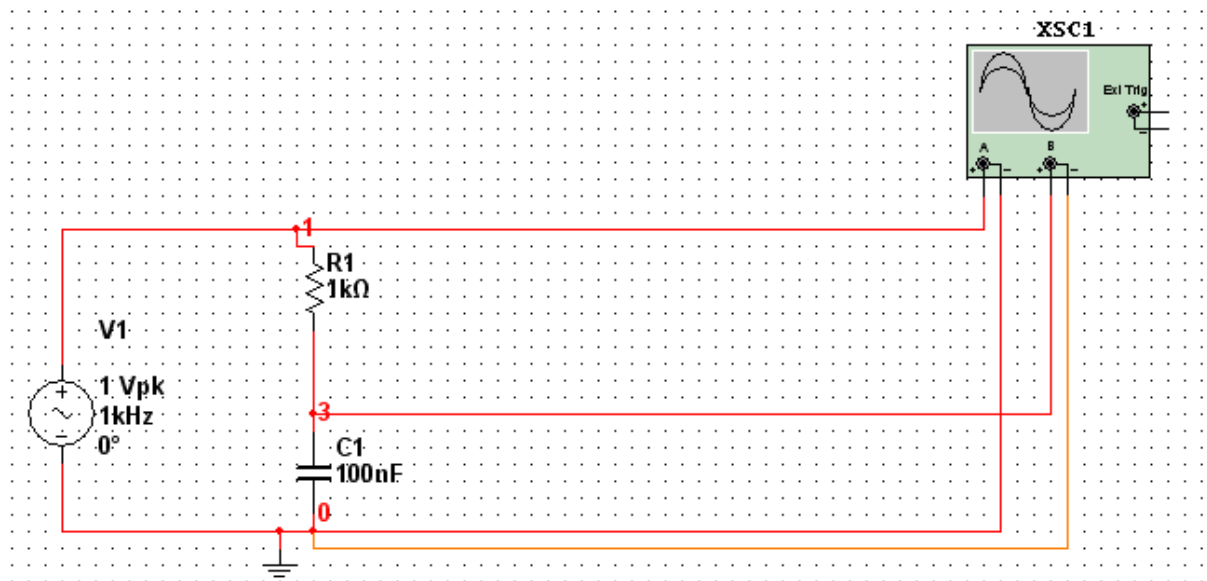 XSC1
Ext Trig
+
−
A
B
+ −
+ −
1
R1
1kΩ
V1
+
−
1 Vpk
1kHz
0°
3
C1
100nF
0